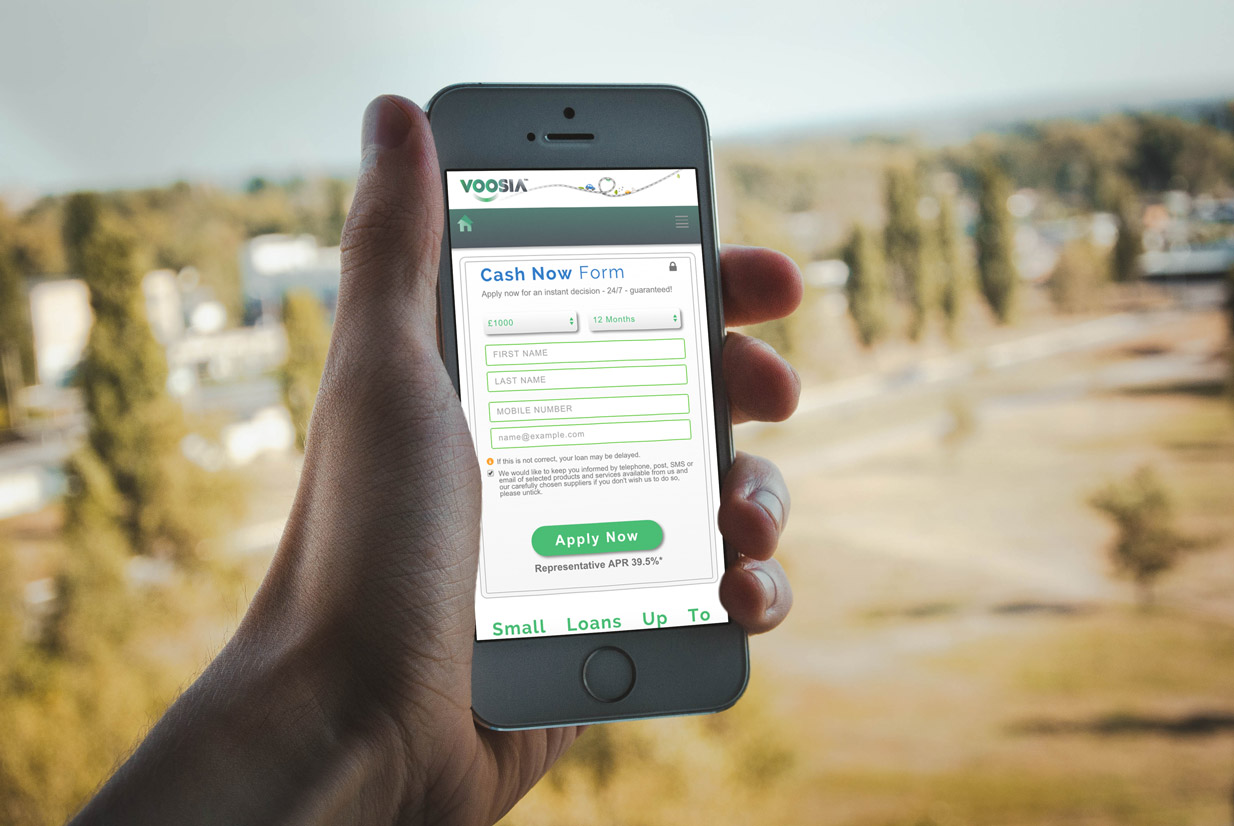 VOOSIA™
Cash Now Form
Apply now for an instant decision - 24/7 - guaranteed!
£1000
12 Months
FIRST NAME
LAST NAME
MOBILE NUMBER
name@example.com
If this is not correct, your loan may be delayed.
We would like to keep you informed by telephone, post, SMS or
email of selected products and services available from us and
our carefully chosen suppliers if you don't wish us to do so,
please untick.
Apply Now
Representative APR 39.5%*
Small Loans Up To